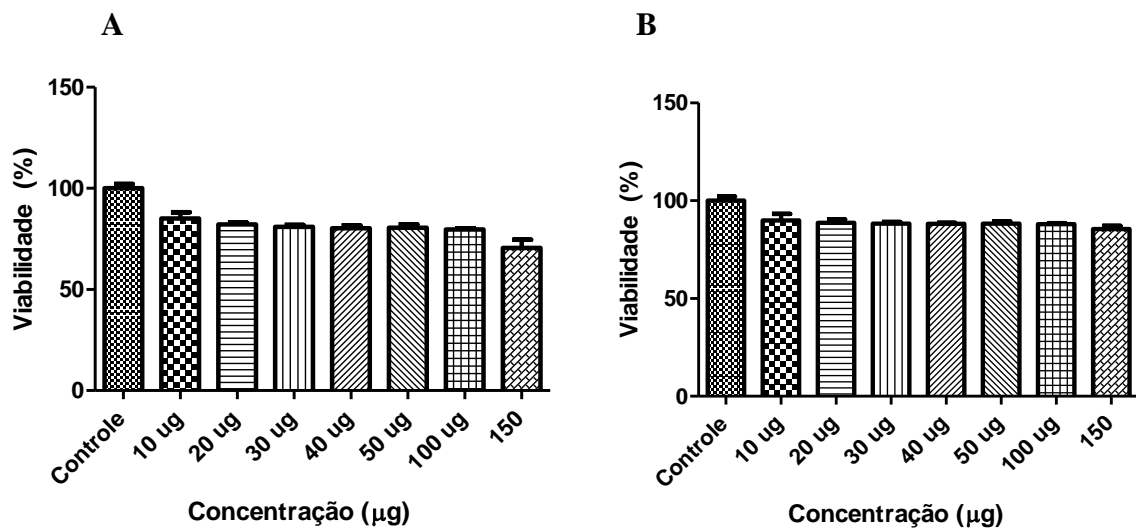 A
Viabilidade (%)
150
100
50
0
Controle
10 ug
20 ug
30 ug
40 ug
50 ug
100 ug
150
Concentração (µg)
B
Viabilidade (%)
150
100
50
0
Controle
10 ug
20 ug
30 ug
40 ug
50 ug
100 ug
150
Concentração (µg)